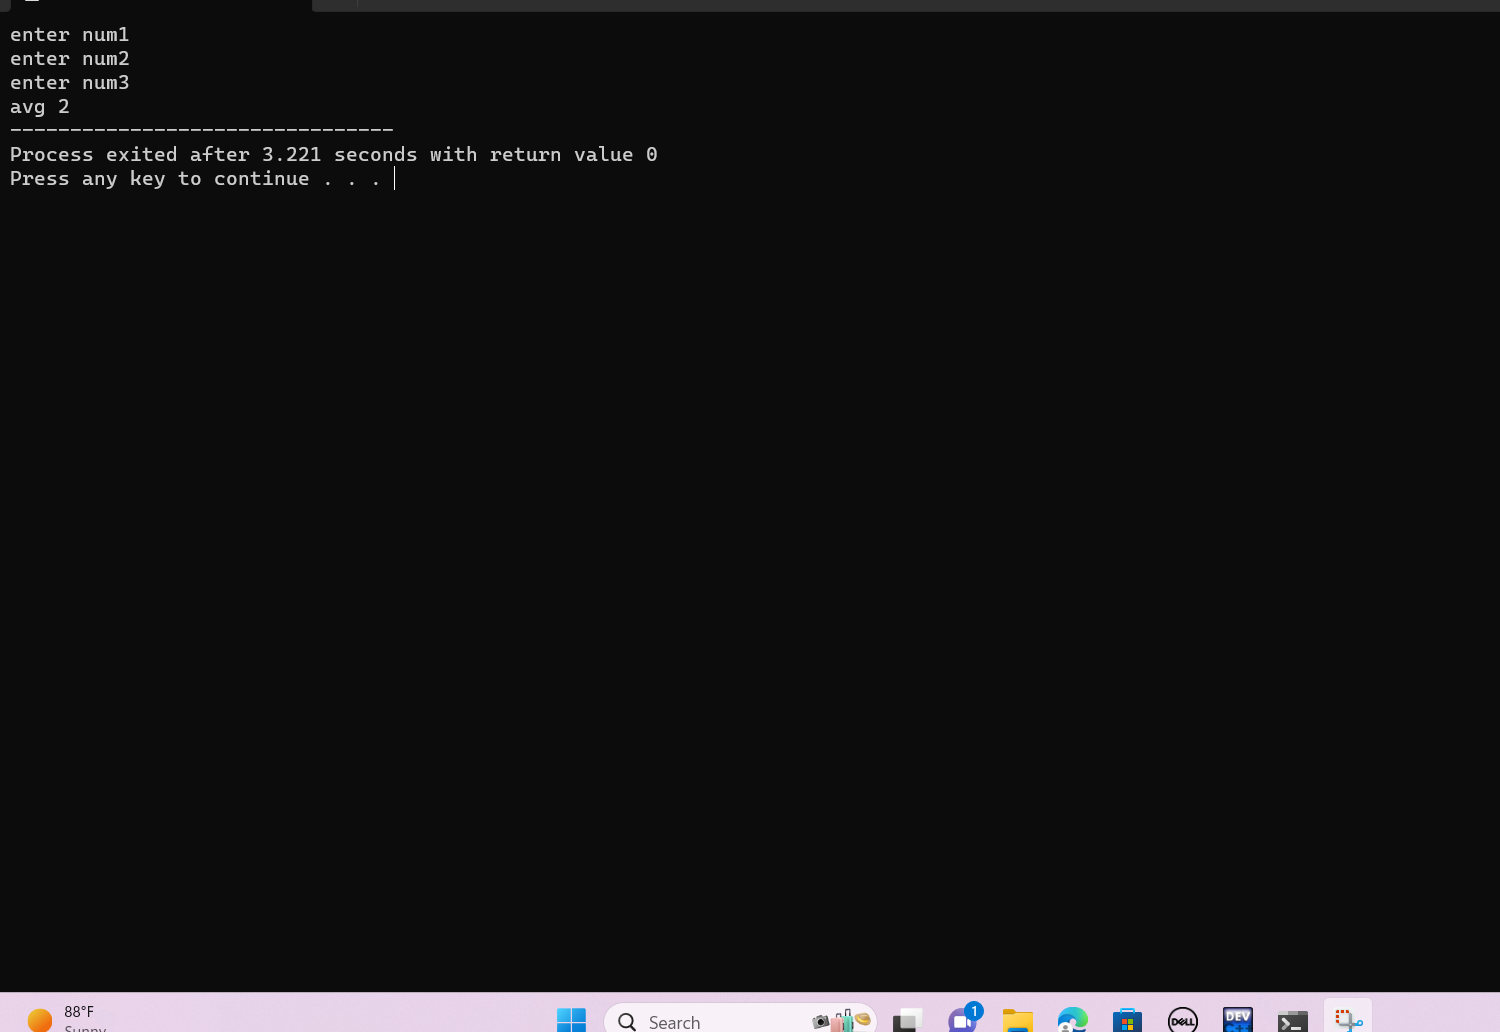 enter num1
enter num2
enter num3
avg 2
--------------------------------
Process exited after 3.221 seconds with return value 0
Press any key to continue . . .
88°F
Sunny
Search
1
DELL
DEV
C++